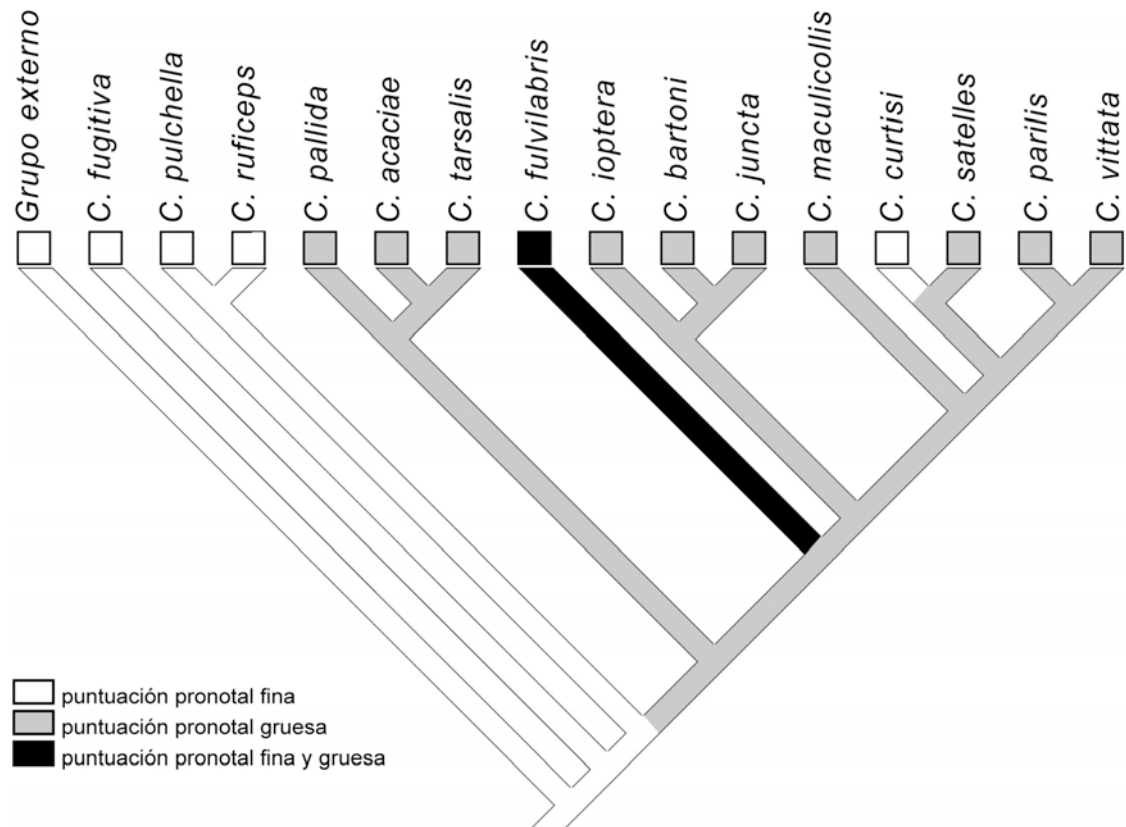 Grupo externo
C. fugitiva
C. pulchella
C. ruficeps
C. pallida
C. acaciae
C. tarsalis
C. fulvilabris
C. ioptera
C. bartoni
C. juncta
C. maculicollis
C. curtisi
C. satelles
C. parilis
C. vittata
puntuación pronotal fina
puntuación pronotal gruesa
puntuación pronotal fina y gruesa